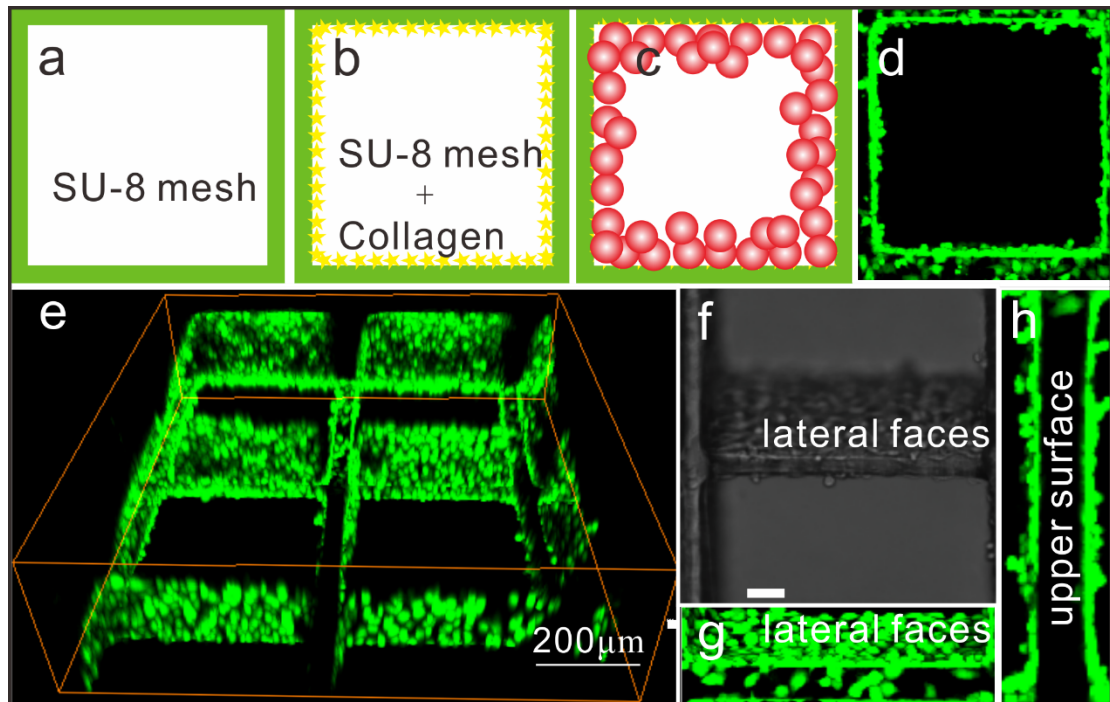 a
SU-8 mesh
b
SU-8 mesh
+
Collagen
c
d
e
200μm
f
lateral faces
g
lateral faces
h
upper surface